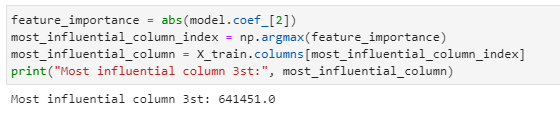 feature_importance = abs(model.coef_[2])
most_influential_column_index = np.argmax(feature_importance)
most_influential_column = X_train.columns[most_influential_column_index]
print("Most influential column 3st:", most_influential_column)
Most influential column 3st: 641451.0